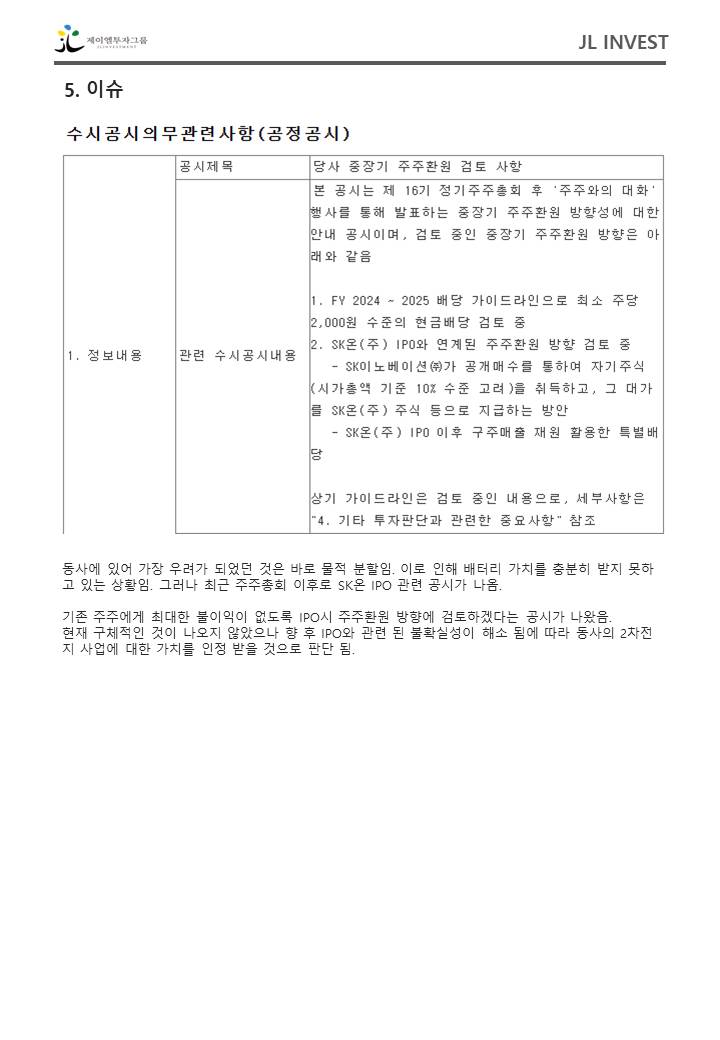 제이엘투자그룹
JLINVESTMENT
JL INVEST
5. 이슈
수시공시의무관련사항(공정공시)
1. 정보내용
공시제목
당사 중장기 주주환원 검토 사항
관련 수시공시내용
본 공시는 제 16기 정기주주총회 후 '주주와의 대화'
행사를 통해 발표하는 중장기 주주환원 방향성에 대한
안내 공시이며, 검토 중인 중장기 주주환원 방향은 아
래와 같음
1. FY 2024 ~ 2025 배당 가이드라인으로 최소 주당
2,000원 수준의 현금배당 검토 중
2. SK온(주) IPO와 연계된 주주환원 방향 검토 중
- SK이노베이션㈜가 공개매수를 통하여 자기주식
(시가총액 기준 10% 수준 고려)을 취득하고, 그 대가
를 SK온(주) 주식 등으로 지급하는 방안
- SK온(주) IPO 이후 구주매출 재원 활용한 특별배
당
상기 가이드라인은 검토 중인 내용으로, 세부사항은
"4. 기타 투자판단과 관련한 중요사항" 참조
동사에 있어 가장 우려가 되었던 것은 바로 물적 분할임. 이로 인해 배터리 가치를 충분히 받지 못하
고 있는 상황임. 그러나 최근 주주총회 이후로 SK온 IPO 관련 공시가 나옴.
기존 주주에게 최대한 불이익이 없도록 IPO시 주주환원 방향에 검토하겠다는 공시가 나왔음.
현재 구체적인 것이 나오지 않았으나 향 후 IPO와 관련 된 불확실성이 해소 됨에 따라 동사의 2차전
지 사업에 대한 가치를 인정 받을 것으로 판단 됨.